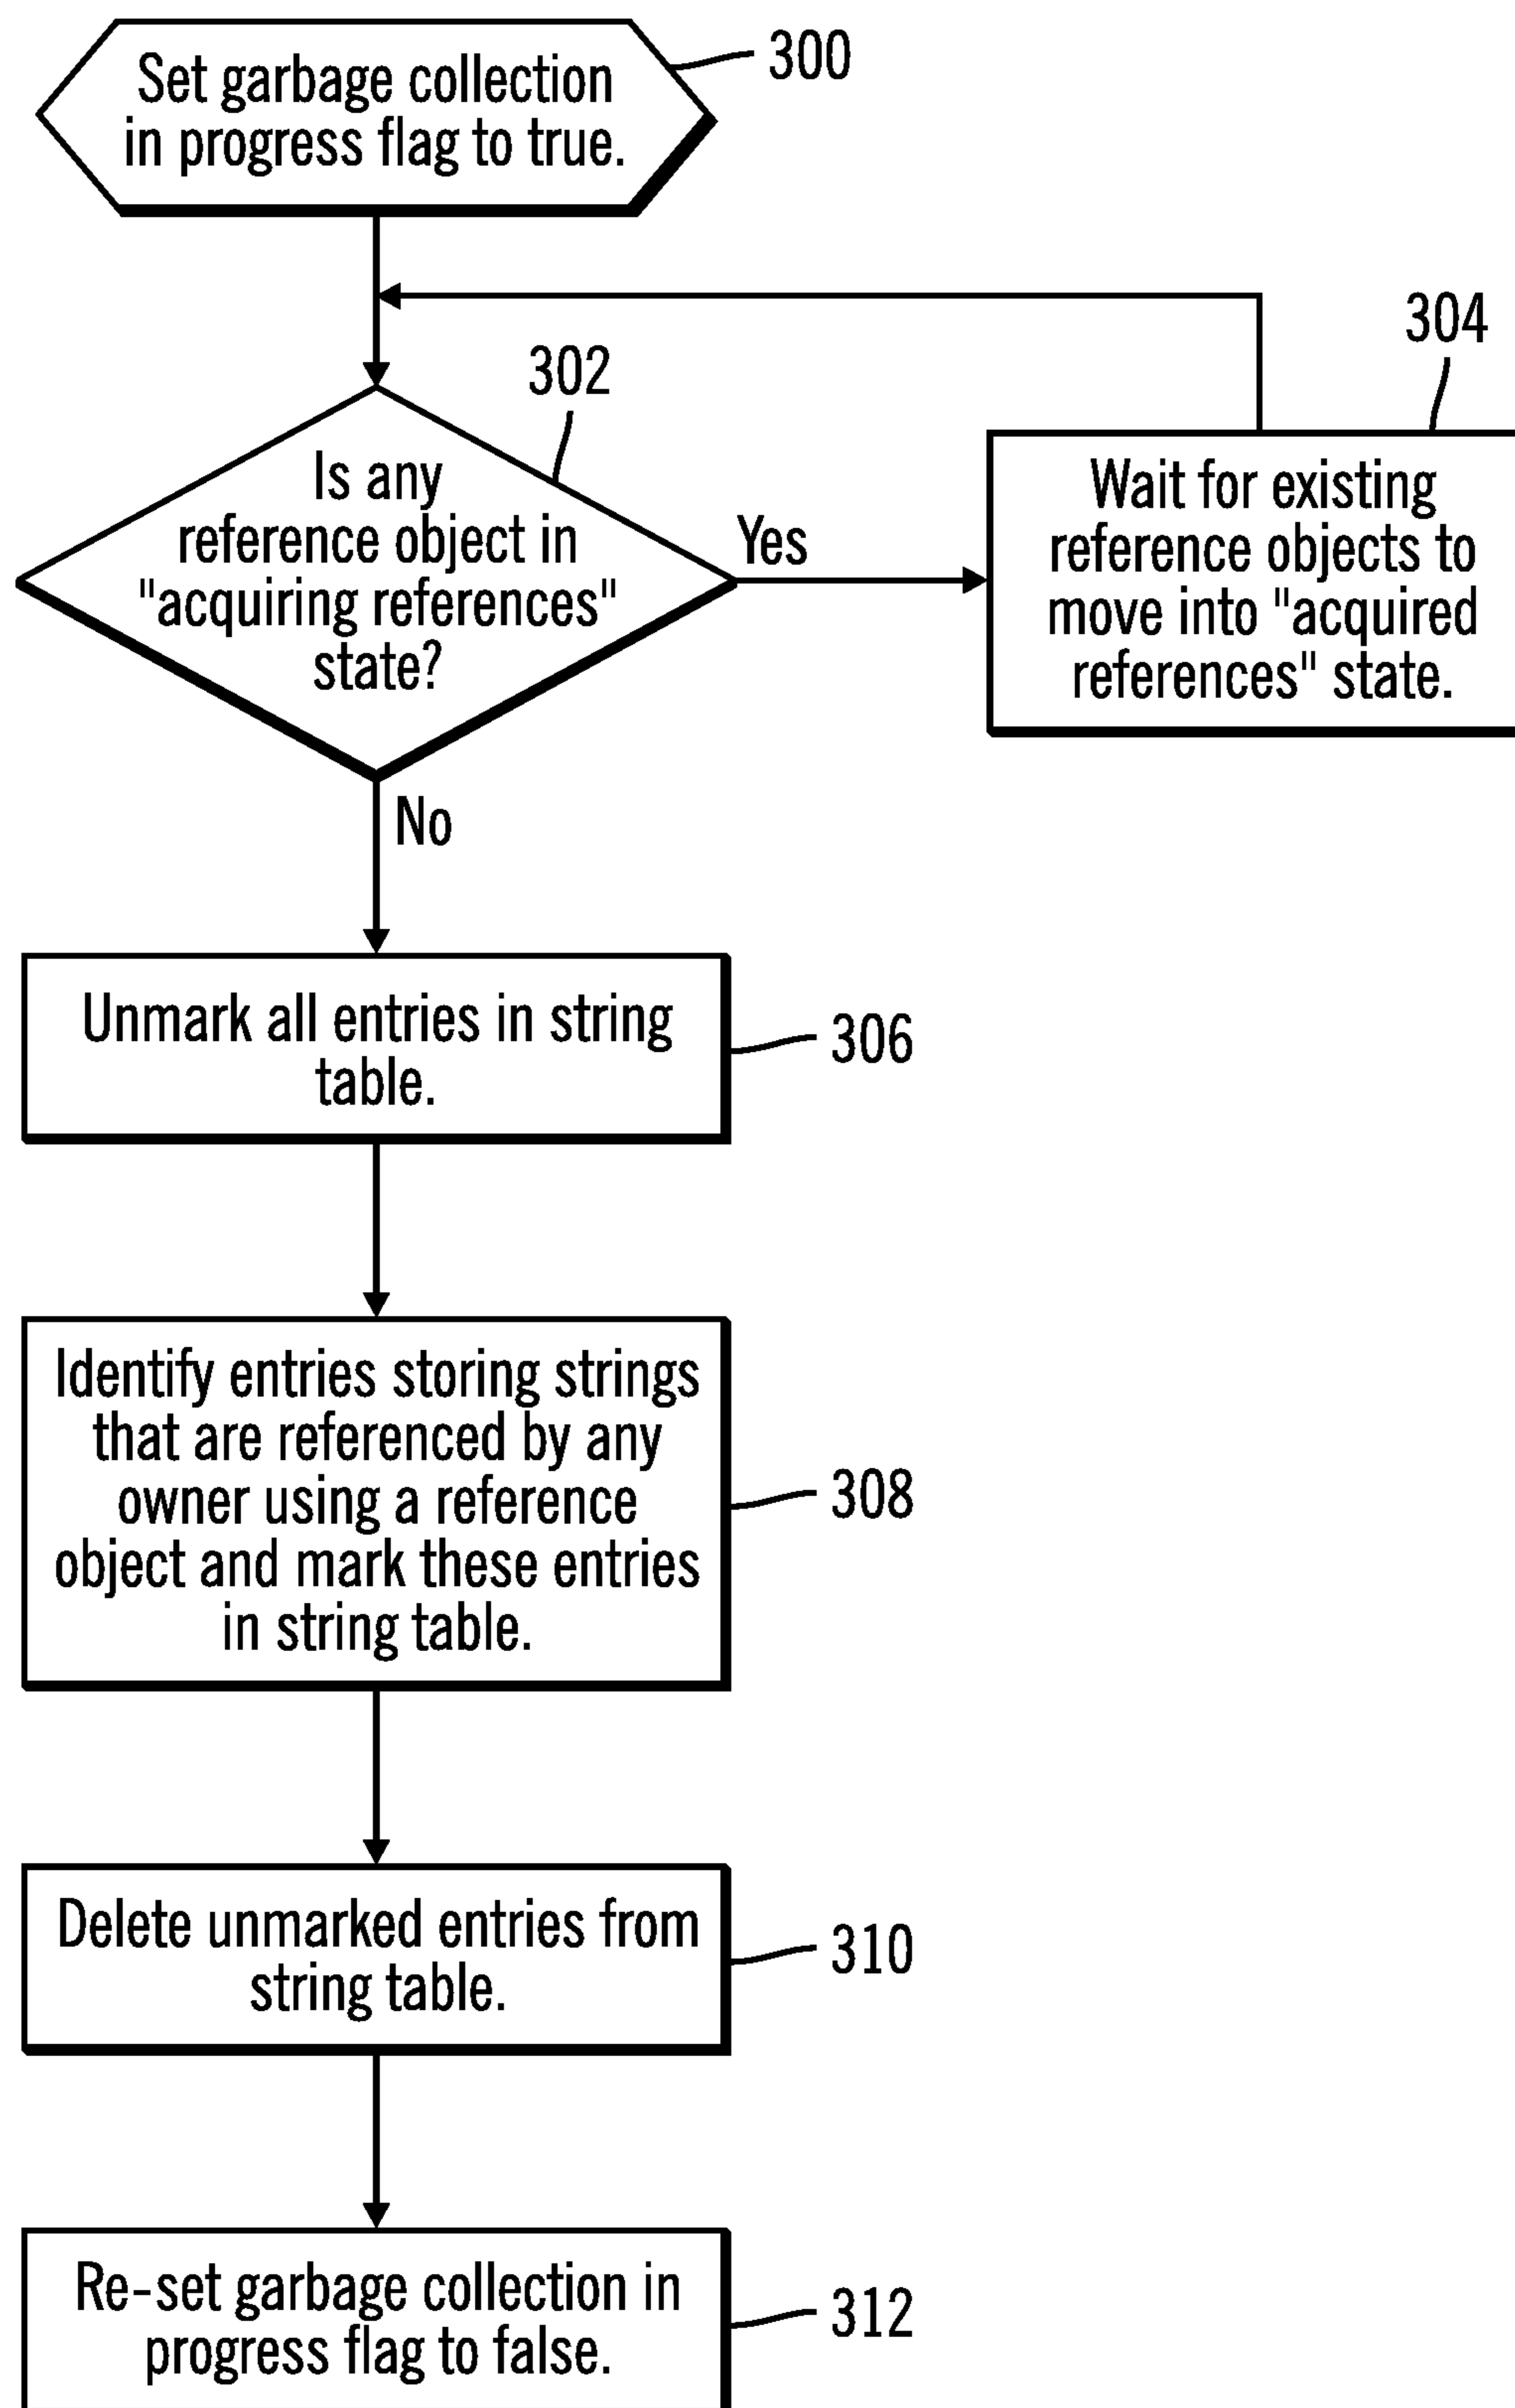 Set garbage collection
in progress flag to true.
300
302
304
Is any
reference object in
"acquiring references"
state?
Yes
Wait for existing
reference objects to
move into "acquired
references" state.
No
Unmark all entries in string
table.
306
Identify entries storing strings
that are referenced by any
owner using a reference
object and mark these entries
in string table.
308
Delete unmarked entries from
string table.
310
Re-set garbage collection in
progress flag to false.
312